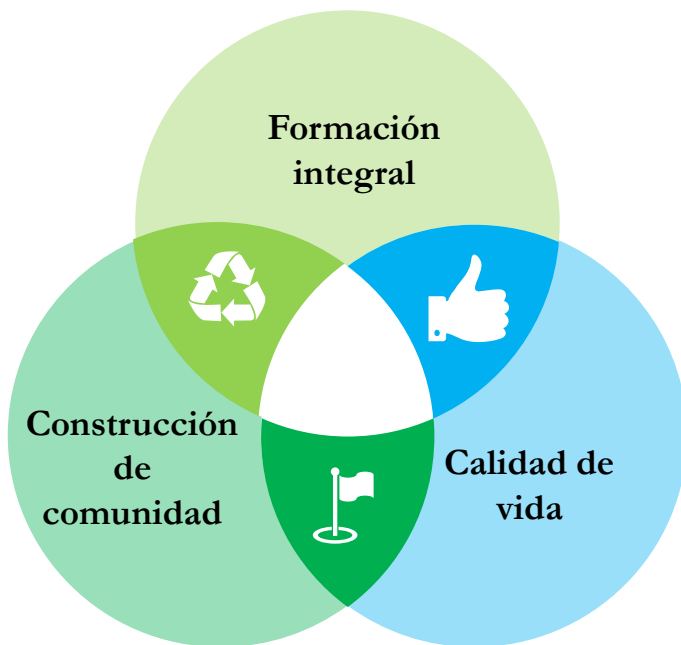 Formación
integral
Construcción
de
comunidad
Calidad de
vida